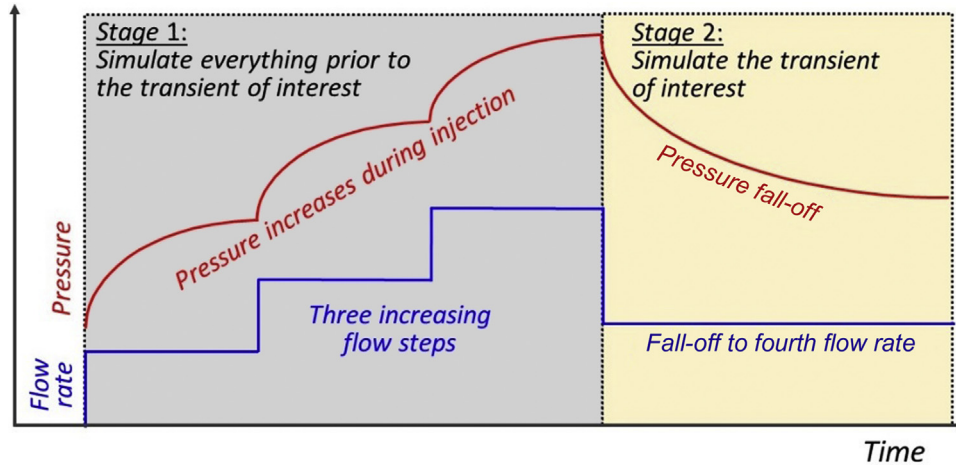 Stage 1:
Simulate everything prior to
the transient of interest
Stage 2:
Simulate the transient
of interest
Pressure increases during injection
Pressure fall-off
Pressure
Three increasing
flow steps
Fall-off to fourth flow rate
Flow
rate
Time